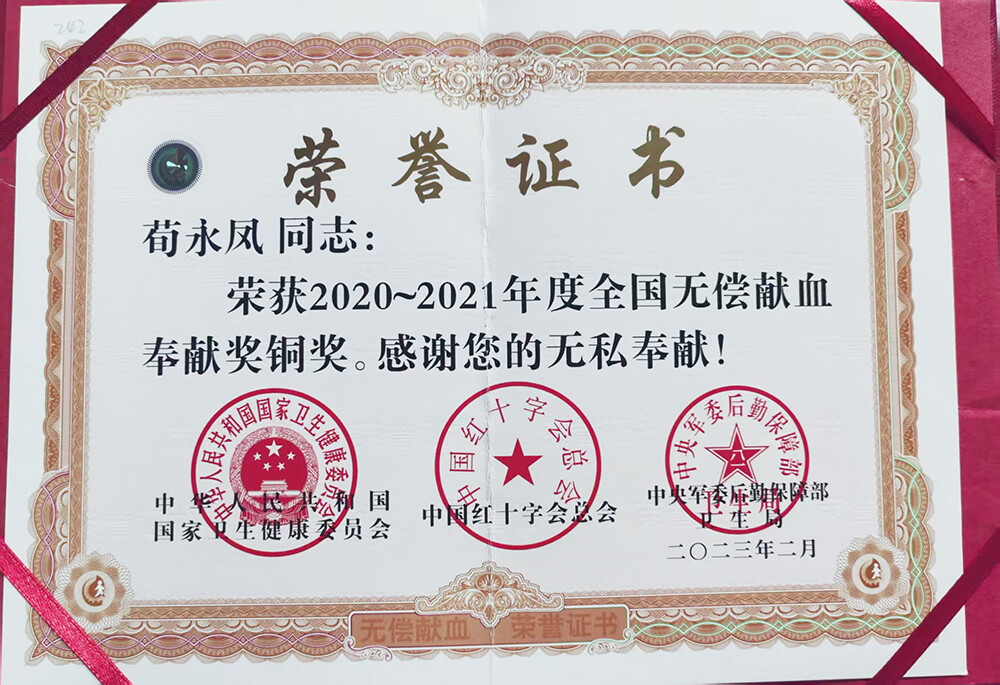 242
荣誉证书
荀永凤 同志：
荣获2020~2021年度全国无偿献血
奉献奖铜奖。感谢您的无私奉献！
中华人民共和国国家卫生健康委员会
中国红十字会总会
中央军委后勤保障部
卫生局
中华人民共和国
国家卫生健康委员会
中国红十字会总会
中央军委后勤保障部
卫生局
二〇二三年二月
无偿献血 荣誉证书